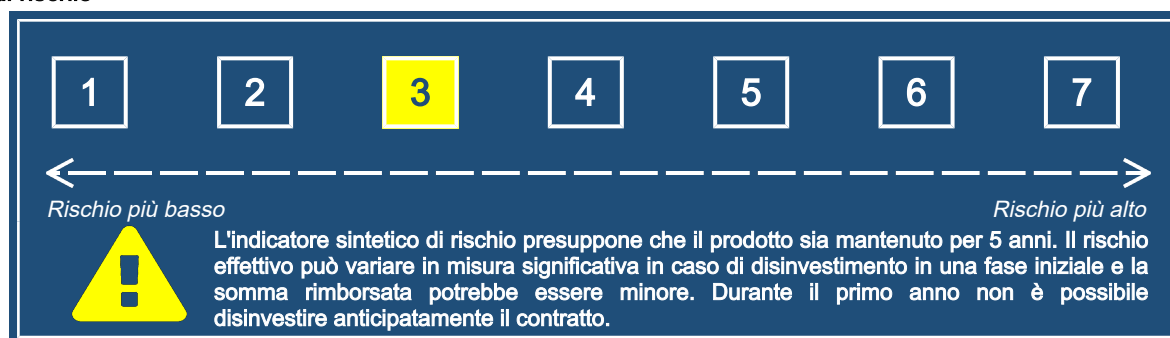 1 2 3 4 5 6 7
Rischio più basso Rischio più alto
L'indicatore sintetico di rischio presuppone che il prodotto sia mantenuto per 5 anni. Il rischio
effettivo può variare in misura significativa in caso di disinvestimento in una fase iniziale e la
somma rimborsata potrebbe essere minore. Durante il primo anno non è possibile
disinvestire anticipatamente il contratto.